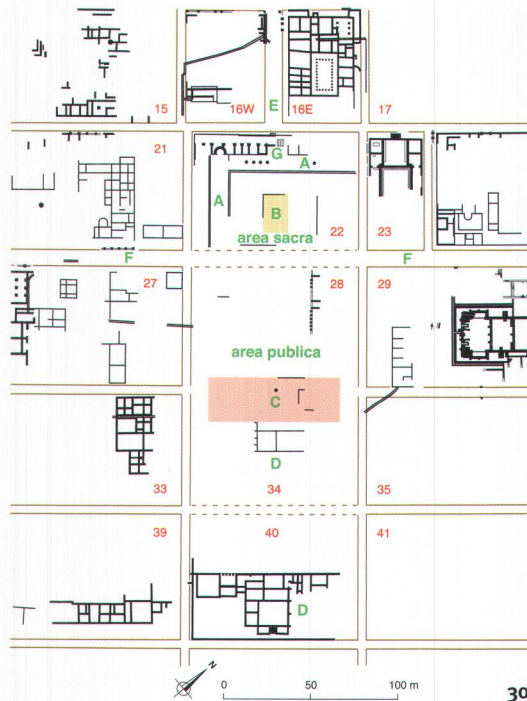 15 16W E 16E 17
21 G A
A B 22 23
area sacra
F F
27 28 29
area publica
C
D
33 34 35
39 40 41
D
N
0 50 100 m
30